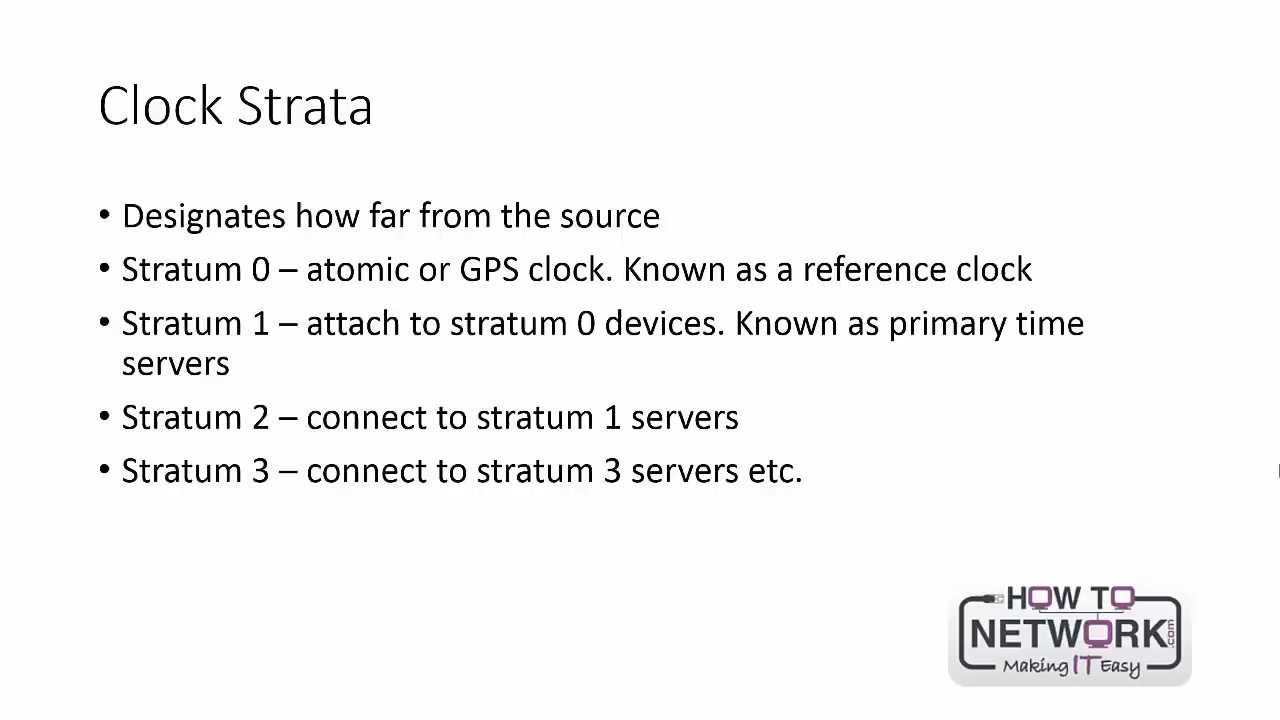 Clock Strata
• Designates how far from the source
• Stratum 0 – atomic or GPS clock. Known as a reference clock
• Stratum 1 – attach to stratum 0 devices. Known as primary time
servers
• Stratum 2 – connect to stratum 1 servers
• Stratum 3 – connect to stratum 3 servers etc.
HOW TO
NETWORK.com
Making IT Easy